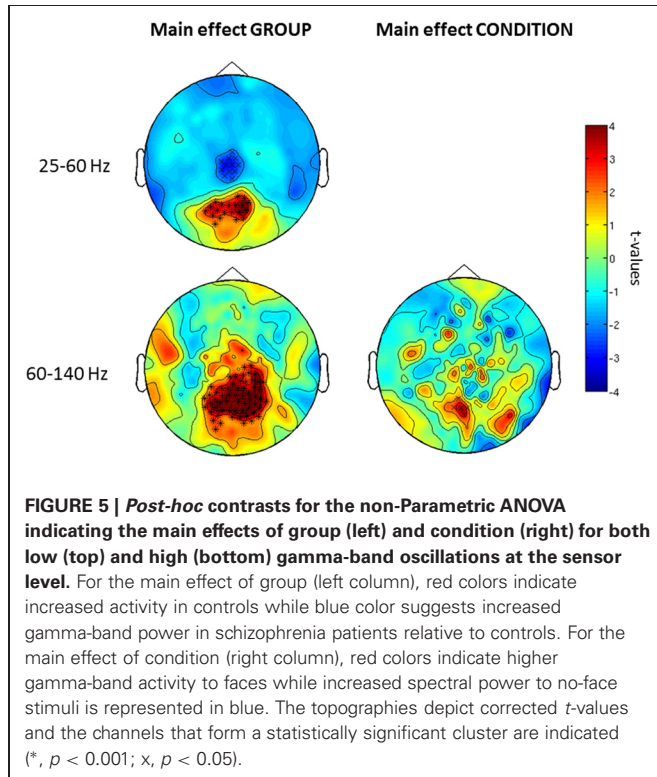 Main effect GROUP
Main effect CONDITION
25-60 Hz
60-140 Hz
4
3
2
1
0
-1
-2
-3
-4
t-values
FIGURE 5 | Post-hoc contrasts for the non-Parametric ANOVA
indicating the main effects of group (left) and condition (right) for both
low (top) and high (bottom) gamma-band oscillations at the sensor
level. For the main effect of group (left column), red colors indicate
increased activity in controls while blue color suggests increased
gamma-band power in schizophrenia patients relative to controls. For the
main effect of condition (right column), red colors indicate higher
gamma-band activity to faces while increased spectral power to no-face
stimuli is represented in blue. The topographies depict corrected t-values
and the channels that form a statistically significant cluster are indicated
(*, p < 0.001; x, p < 0.05).